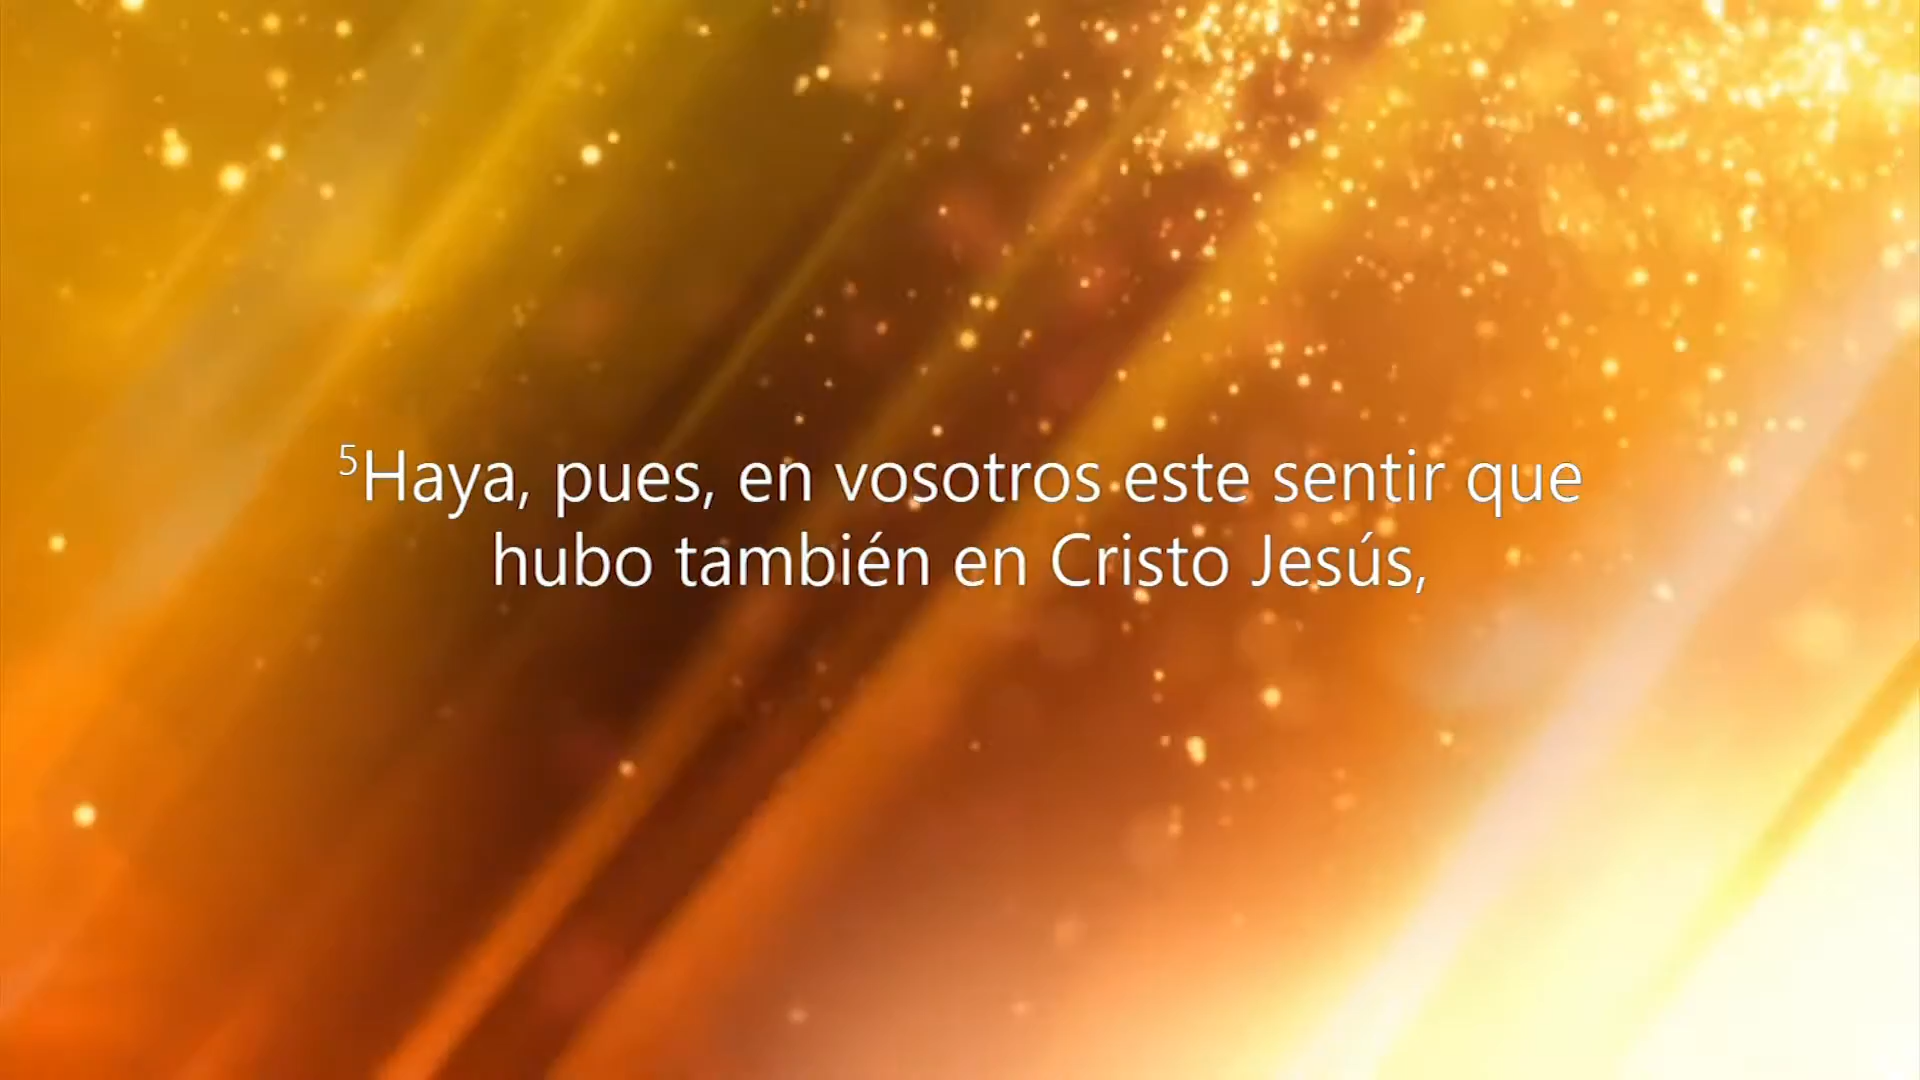 ⁵Haya, pues, en vosotros este sentir que
hubo también en Cristo Jesús,